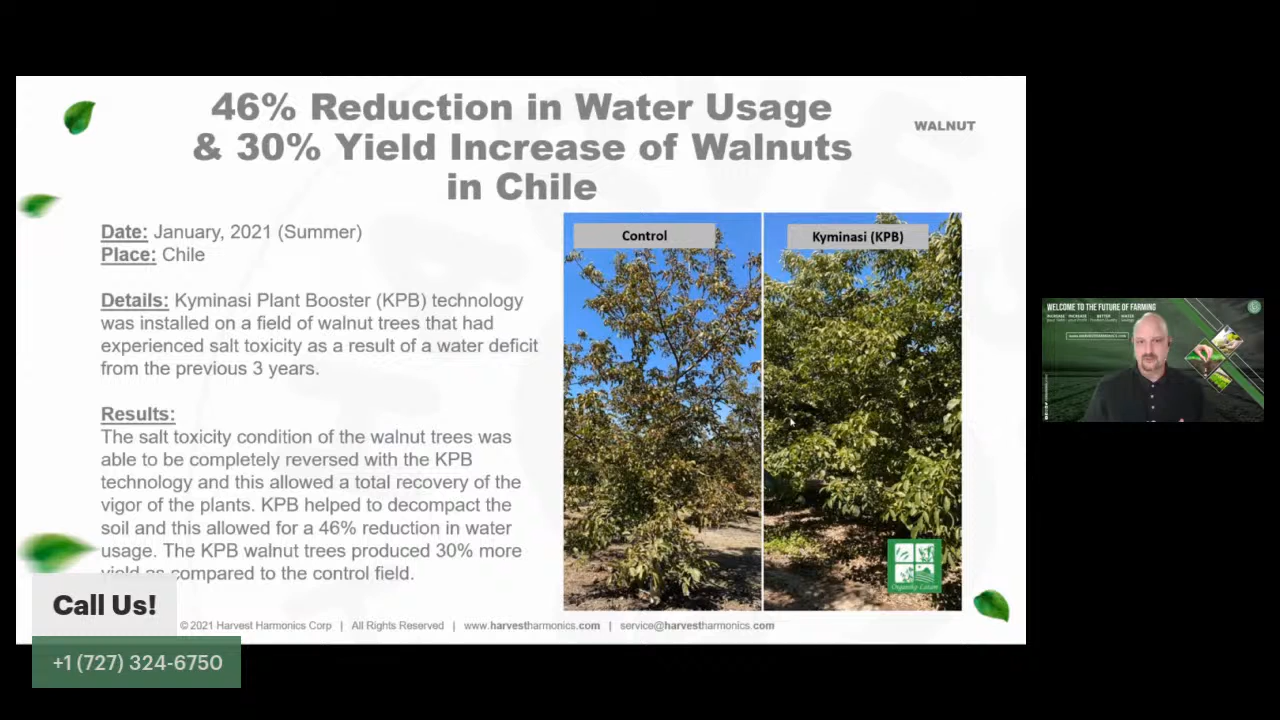 46% Reduction in Water Usage
& 30% Yield Increase of Walnuts
in Chile
WALNUT
Date: January, 2021 (Summer)
Place: Chile
Details: Kyminasi Plant Booster (KPB) technology
was installed on a field of walnut trees that had
experienced salt toxicity as a result of a water deficit
from the previous 3 years.
Results:
The salt toxicity condition of the walnut trees was
able to be completely reversed with the KPB
technology and this allowed a total recovery of the
vigor of the plants. KPB helped to decompact the
soil and this allowed for a 46% reduction in water
usage. The KPB walnut trees produced 30% more
yield as compared to the control field.
Control
Kyminasi (KPB)
© 2021 Harvest Harmonics Corp | All Rights Reserved | www.harvestharmonics.com | service@harvestharmonics.com
Call Us!
+1 (727) 324-6750
WELCOME TO THE FUTURE OF FARMING